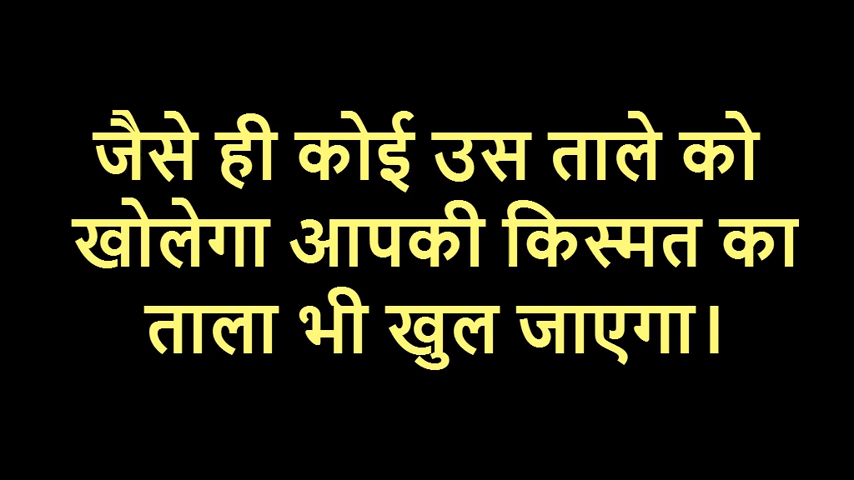 जैसे ही कोई उस ताले को
खोलेगा आपकी किस्मत का
ताला भी खुल जाएगा।